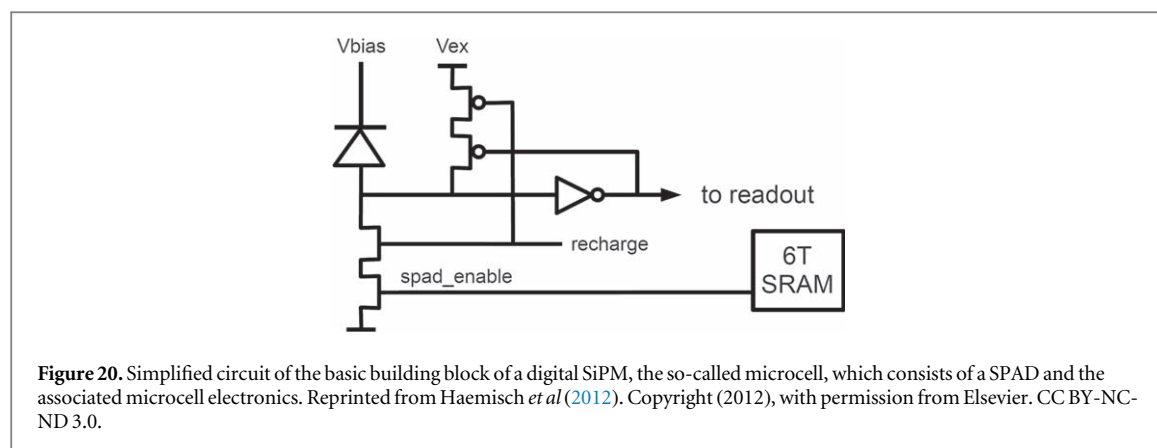 Vbias
Vex
to readout
recharge
6T
SRAM
spad_enable
Figure 20. Simplified circuit of the basic building block of a digital SiPM, the so-called microcell, which consists of a SPAD and the
associated microcell electronics. Reprinted from Haemisch et al (2012). Copyright (2012), with permission from Elsevier. CC BY-NC-
ND 3.0.